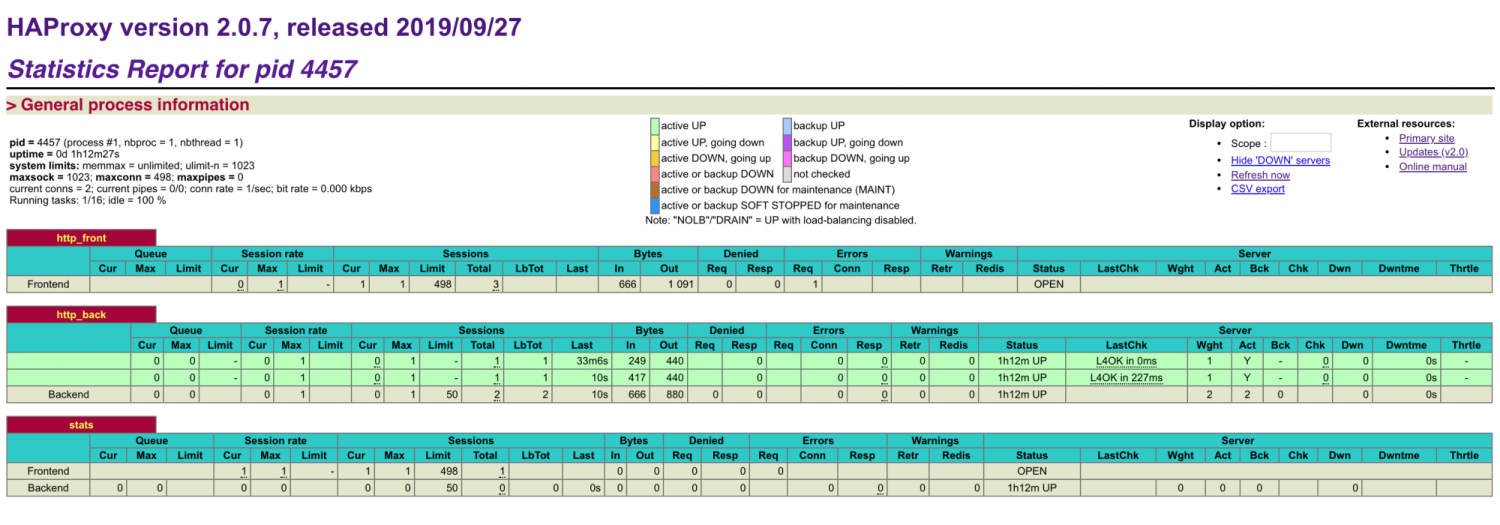 HAProxy version 2.0.7, released 2019/09/27
Statistics Report for pid 4457
> General process information
pid = 4457 (process #1, nbproc = 1, nbthread = 1)
uptime = 0d 1h12m27s
system limits: memmax = unlimited; ulimit-n = 1023
maxsock = 1023; maxconn = 498; maxpipes = 0
current conns = 2; current pipes = 0/0; conn rate = 1/sec; bit rate = 0.000 kbps
Running tasks: 1/16; idle = 100 %
active UP backup UP
active UP, going down backup UP, going down
active DOWN, going up backup DOWN, going up
active or backup DOWN not checked
active or backup DOWN for maintenance (MAINT)
active or backup SOFT STOPPED for maintenance
Note: "NOLB"/"DRAIN" = UP with load-balancing disabled.
Display option:
• Scope :
• Hide 'DOWN' servers
• Refresh now
• CSV export
External resources:
• Primary site
• Updates (v2.0)
• Online manual
http_front
Queue Session rate Sessions Bytes Denied Errors Warnings Server
Cur Max Limit Cur Max Limit Cur Max Limit Total LbTot Last In Out Req Resp Req Conn Resp Retr Redis Status LastChk Wght Act Bck Chk Dwn Dwntme Thrtle
Frontend 0 1 - 1 1 498 3 666 1 091 0 0 1 OPEN
http_back
Queue Session rate Sessions Bytes Denied Errors Warnings Server
Cur Max Limit Cur Max Limit Cur Max Limit Total LbTot Last In Out Req Resp Req Conn Resp Retr Redis Status LastChk Wght Act Bck Chk Dwn Dwntme Thrtle
0 0 - 0 1 0 1 - 1 1 33m6s 249 440 0 0 0 0 0 1h12m UP L4OK in 0ms 1 Y - 0 0 0s -
0 0 - 0 1 0 1 - 1 1 10s 417 440 0 0 0 0 0 1h12m UP L4OK in 227ms 1 Y - 0 0 0s -
Backend 0 0 0 1 0 1 50 2 2 10s 666 880 0 0 0 0 0 0 1h12m UP 2 2 0 0 0s
stats
Queue Session rate Sessions Bytes Denied Errors Warnings Server
Cur Max Limit Cur Max Limit Cur Max Limit Total LbTot Last In Out Req Resp Req Conn Resp Retr Redis Status LastChk Wght Act Bck Chk Dwn Dwntme Thrtle
Frontend 1 1 - 1 1 498 1 0 0 0 0 0 OPEN
Backend 0 0 0 0 0 0 50 0 0 0s 0 0 0 0 0 0 0 0 1h12m UP 0 0 0 0